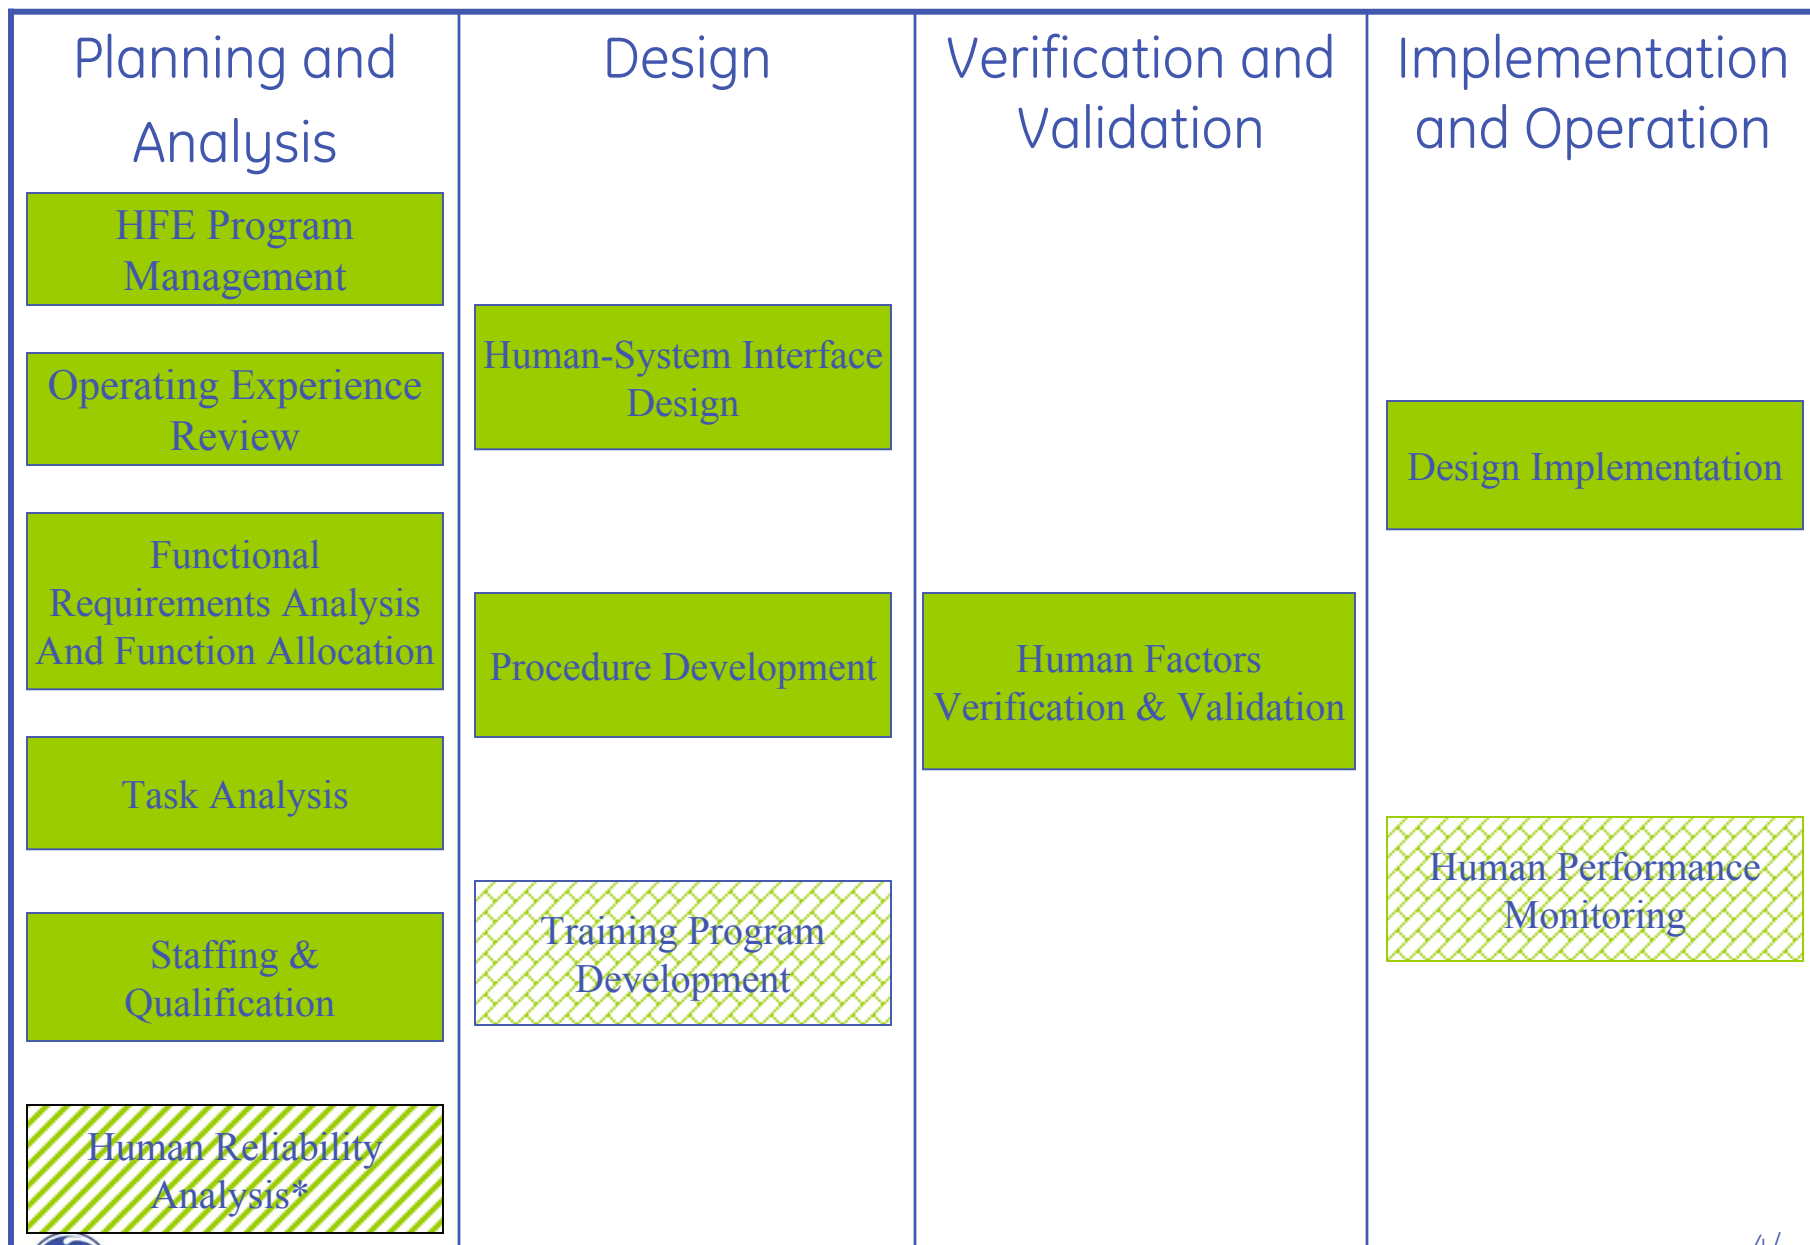 Planning and
Analysis
HFE Program
Management
Operating Experience
Review
Functional
Requirements Analysis
And Function Allocation
Task Analysis
Staffing &
Qualification
Human Reliability
Analysis*
Design
Human-System Interface
Design
Procedure Development
Training Program
Development
Verification and
Validation
Human Factors
Verification & Validation
Implementation
and Operation
Design Implementation
Human Performance
Monitoring